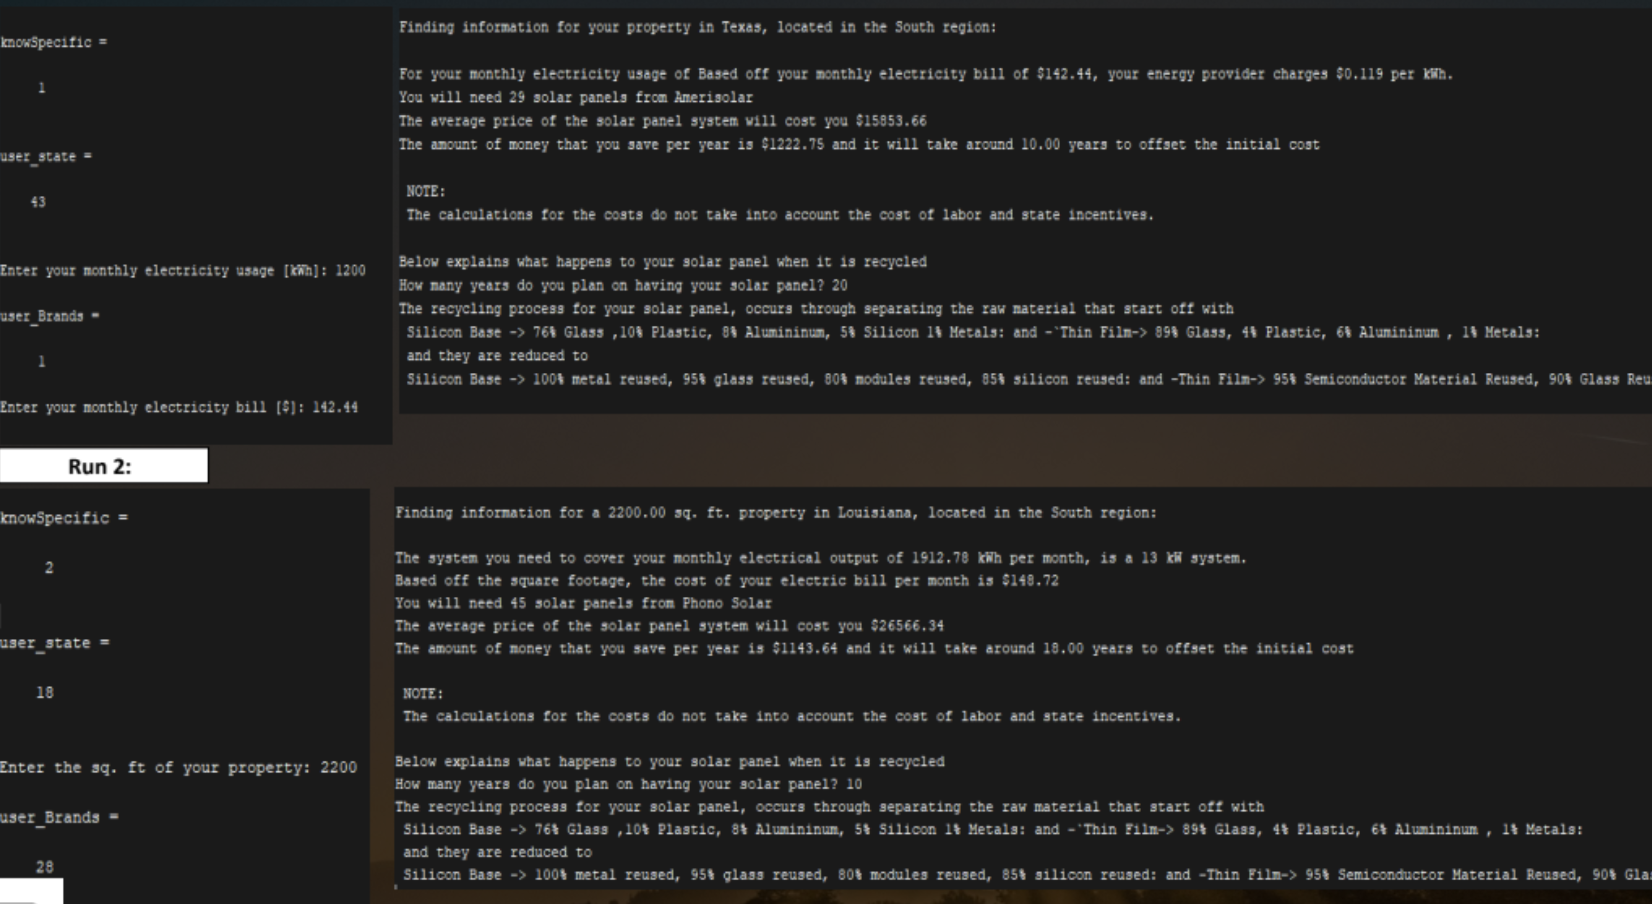 knowSpecific =
1
user_state =
43
Enter your monthly electricity usage [kWh]: 1200
user_Brands =
1
Enter your monthly electricity bill [$]: 142.44
Finding information for your property in Texas, located in the South region:
For your monthly electricity usage of Based off your monthly electricity bill of $142.44, your energy provider charges $0.119 per kWh.
You will need 29 solar panels from Amerisolar
The average price of the solar panel system will cost you $15853.66
The amount of money that you save per year is $1222.75 and it will take around 10.00 years to offset the initial cost
NOTE:
The calculations for the costs do not take into account the cost of labor and state incentives.
Below explains what happens to your solar panel when it is recycled
How many years do you plan on having your solar panel? 20
The recycling process for your solar panel, occurs through separating the raw material that start off with
Silicon Base -> 76% Glass ,10% Plastic, 8% Alumininum, 5% Silicon 1% Metals: and -`Thin Film-> 89% Glass, 4% Plastic, 6% Alumininum , 1% Metals:
and they are reduced to
Silicon Base -> 100% metal reused, 95% glass reused, 80% modules reused, 85% silicon reused: and -Thin Film-> 95% Semiconductor Material Reused, 90% Glass Reu
Run 2:
knowSpecific =
2
user_state =
18
Enter the sq. ft of your property: 2200
user_Brands =
28
Finding information for a 2200.00 sq. ft. property in Louisiana, located in the South region:
The system you need to cover your monthly electrical output of 1912.78 kWh per month, is a 13 kW system.
Based off the square footage, the cost of your electric bill per month is $148.72
You will need 45 solar panels from Phono Solar
The average price of the solar panel system will cost you $26566.34
The amount of money that you save per year is $1143.64 and it will take around 18.00 years to offset the initial cost
NOTE:
The calculations for the costs do not take into account the cost of labor and state incentives.
Below explains what happens to your solar panel when it is recycled
How many years do you plan on having your solar panel? 10
The recycling process for your solar panel, occurs through separating the raw material that start off with
Silicon Base -> 76% Glass ,10% Plastic, 8% Alumininum, 5% Silicon 1% Metals: and -`Thin Film-> 89% Glass, 4% Plastic, 6% Alumininum , 1% Metals:
and they are reduced to
Silicon Base -> 100% metal reused, 95% glass reused, 80% modules reused, 85% silicon reused: and -Thin Film-> 95% Semiconductor Material Reused, 90% Gla